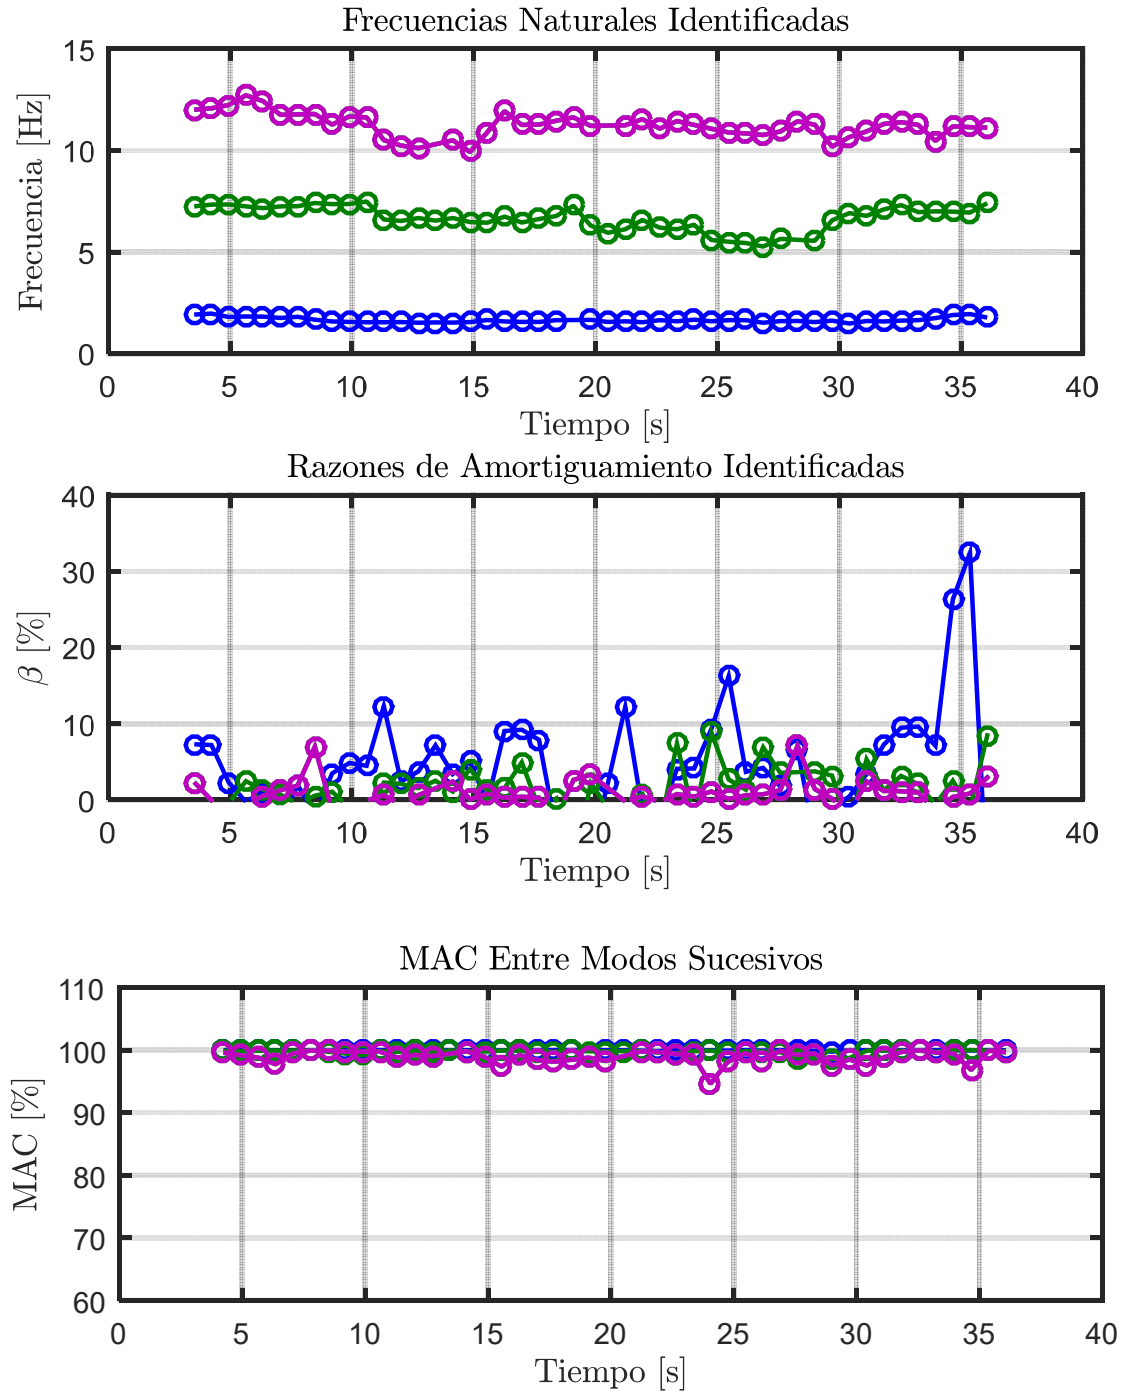 Frecuencias Naturales Identificadas
Frecuencia [Hz]
15
10
5
0
0 5 10 15 20 25 30 35 40
Tiempo [s]
Razones de Amortiguamiento Identificadas
β [%]
40
30
20
10
0
0 5 10 15 20 25 30 35 40
Tiempo [s]
MAC Entre Modos Sucesivos
MAC [%]
110
100
90
80
70
60
0 5 10 15 20 25 30 35 40
Tiempo [s]